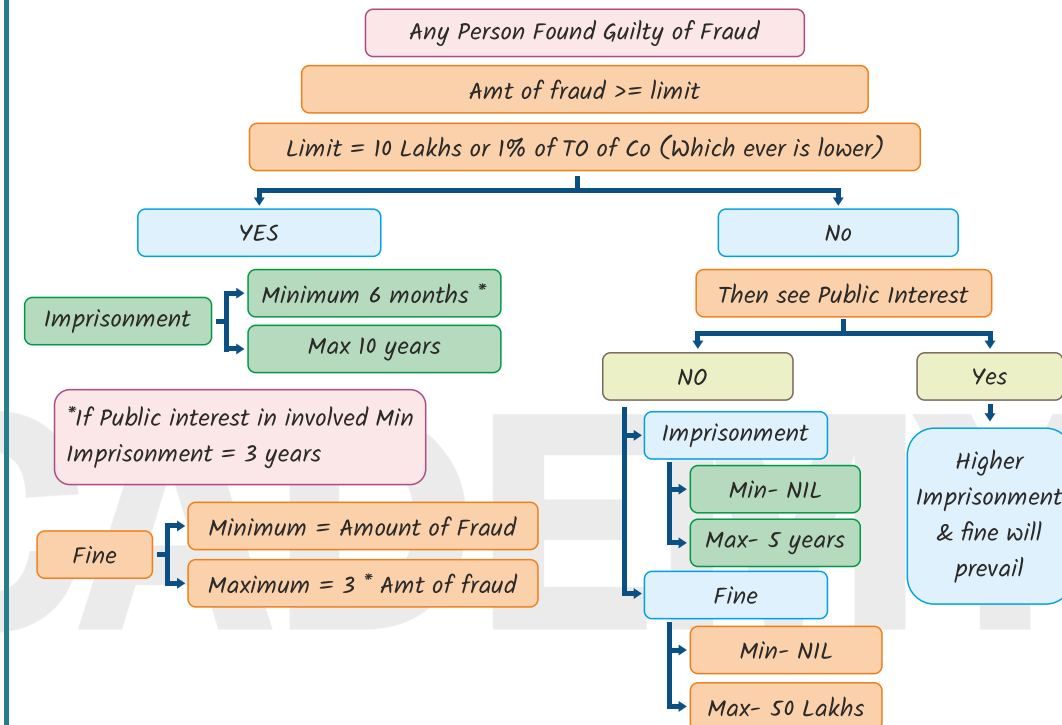 Any Person Found Guilty of Fraud
Amt of fraud >= limit
Limit = 10 Lakhs or 1% of TO of Co (Which ever is lower)
YES
Imprisonment
Minimum 6 months *
Max 10 years
*If Public interest in involved Min
Imprisonment = 3 years
Fine
Minimum = Amount of Fraud
Maximum = 3 * Amt of fraud
No
Then see Public Interest
NO
Imprisonment
Min- NIL
Max- 5 years
Fine
Min- NIL
Max- 50 Lakhs
Yes
Higher
Imprisonment
& fine will
prevail
CADEMY